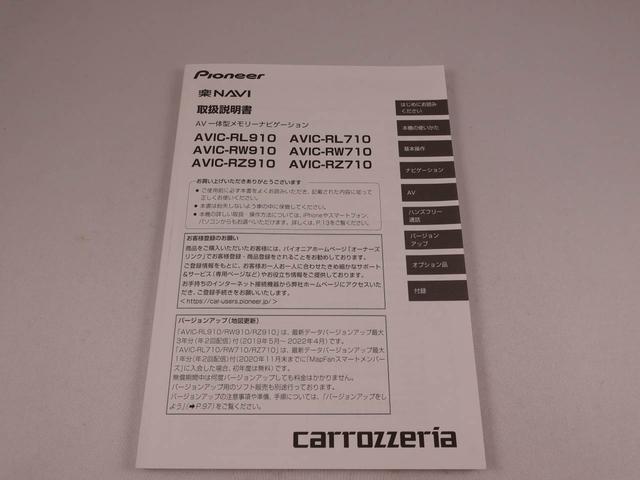 Pioneer
楽NAVI
取扱説明書
AV一体型メモリーナビゲーション
AVIC-RL910 AVIC-RL710
AVIC-RW910 AVIC-RW710
AVIC-RZ910 AVIC-RZ710
お買い上げいただきありがとうございます
● ご使用前に必ず本書をよくお読みいただき、記載された内容に従って
正しくお使いください。
● 本書は紛失しないよう車の中に保管してください。
● 本機の詳しい取扱・操作方法については、iPhoneやスマートフォン、
パソコンからもお調べいただけます。詳しくは、P.13をご覧ください。
お客様登録のお願い
商品をご購入いただいたお客様には、パイオニアホームページ「オーナーズ
リンク」でお客様登録・商品登録をされることをお勧めしております。
ご登録情報をもとに、お客様お一人お一人に合わせたきめ細かなサポート
&サービス(専用ページなど)やお役立ち情報をご提供しております。
お手持ちのインターネット接続機器から弊社ホームページにアクセスいた
だき、ご登録手続きをお願いいたします。
<https://car-users.pioneer.jp/>
バージョンアップ(地図更新)
「AVIC-RL910/RW910/RZ910」は、最新データバージョンアップ最大
3年分(年2回配信)付(2019年5月~2022年4月)です。
「AVIC-RL710/RW710/RZ710」は、最新データバージョンアップ最大
1年分(年2回配信)付(2020年11月末までに「MapFanスマートメンバー
ズ」に入会した場合、初年度は無料)です。
無償期間中は何度バージョンアップしても料金はかかりません。
バージョンアップ用のソフト販売も別途行っております。
バージョンアップの注意事項や準備、手順については、「バージョンアップをし
よう」(➡P.97)をご覧ください。
carrozzeria
はじめにお読み
ください
本機の使いかた
基本操作
ナビゲーション
AV
ハンズフリー
通話
バージョン
アップ
オプション品
付録